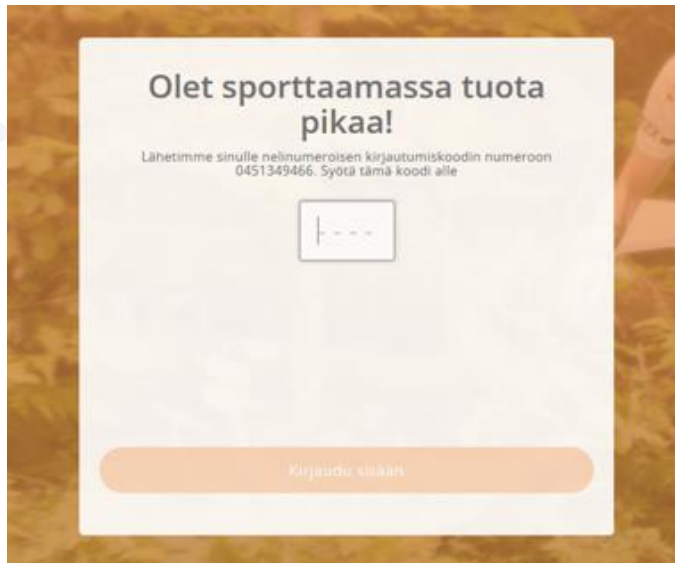 Olet sporttaamassa tuota
pikaa!
Lähetimme sinulle nelinumeroisen kirjautumiskoodin numeroon
0451349466. Syötä tämä koodi alle
- - - -
Kirjaudu sisään